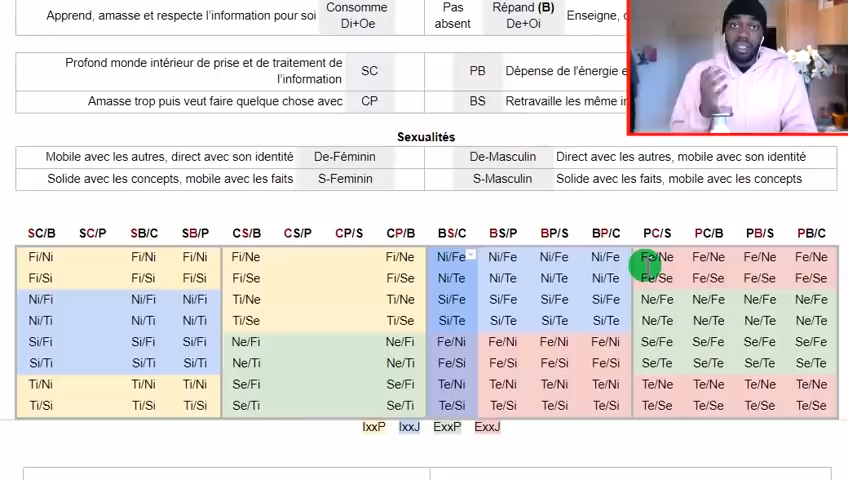 Apprend, amasse et respecte l'information pour soi Consomme Di+Oe Pas absent Répand (B) De+Oi Enseigne,
Profond monde intérieur de prise et de traitement de l'information SC PB Dépense de l'énergie
Amasse trop puis veut faire quelque chose avec CP BS Retravaille les même
Sexualités
Mobile avec les autres, direct avec son identité De-Féminin De-Masculin Direct avec les autres, mobile avec son identité
Solide avec les concepts, mobile avec les faits S-Feminin S-Masculin Solide avec les faits, mobile avec les concepts
SC/B SC/P SB/C SB/P CS/B CS/P CP/S CP/B BS/C BS/P BP/S BP/C PC/S PC/B PB/S PB/C
Fi/Ni Fi/Ni Fi/Ni Fi/Ne Fi/Ne Ni/Fe Ni/Fe Ni/Fe Ni/Fe Fe/Ne Fe/Ne Fe/Ne Fe/Ne
Fi/Si Fi/Si Fi/Si Fi/Se Fi/Se Ni/Te Ni/Te Ni/Te Ni/Te Fe/Se Fe/Se Fe/Se Fe/Se
Ni/Fi Ni/Fi Ni/Fi Ti/Ne Ti/Ne Si/Fe Si/Fe Si/Fe Si/Fe Ne/Fe Ne/Fe Ne/Fe Ne/Fe
Ni/Ti Ni/Ti Ni/Ti Ti/Se Ti/Se Si/Te Si/Te Si/Te Si/Te Ne/Te Ne/Te Ne/Te Ne/Te
Si/Fi Si/Fi Si/Fi Ne/Fi Ne/Fi Fe/Ni Fe/Ni Fe/Ni Fe/Ni Se/Fe Se/Fe Se/Fe Se/Fe
Si/Ti Si/Ti Si/Ti Ne/Ti Ne/Ti Fe/Si Fe/Si Fe/Si Fe/Si Se/Te Se/Te Se/Te Se/Te
Ti/Ni Ti/Ni Ti/Ni Se/Fi Se/Fi Te/Ni Te/Ni Te/Ni Te/Ni Te/Ne Te/Ne Te/Ne Te/Ne
Ti/Si Ti/Si Ti/Si Se/Ti Se/Ti Te/Si Te/Si Te/Si Te/Si Te/Se Te/Se Te/Se Te/Se
IxxP IxxJ ExxP ExxJ